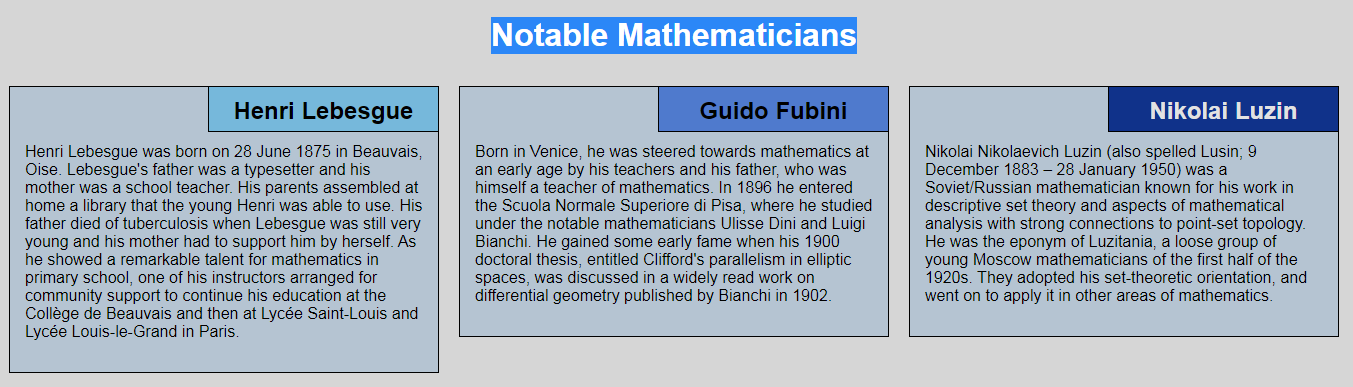 Notable Mathematicians
Henri Lebesgue
Henri Lebesgue was born on 28 June 1875 in Beauvais,
Oise. Lebesgue's father was a typesetter and his
mother was a school teacher. His parents assembled at
home a library that the young Henri was able to use. His
father died of tuberculosis when Lebesgue was still very
young and his mother had to support him by herself. As
he showed a remarkable talent for mathematics in
primary school, one of his instructors arranged for
community support to continue his education at the
Collège de Beauvais and then at Lycée Saint-Louis and
Lycée Louis-le-Grand in Paris.
Guido Fubini
Born in Venice, he was steered towards mathematics at
an early age by his teachers and his father, who was
himself a teacher of mathematics. In 1896 he entered
the Scuola Normale Superiore di Pisa, where he studied
under the notable mathematicians Ulisse Dini and Luigi
Bianchi. He gained some early fame when his 1900
doctoral thesis, entitled Clifford's parallelism in elliptic
spaces, was discussed in a widely read work on
differential geometry published by Bianchi in 1902.
Nikolai Luzin
Nikolai Nikolaevich Luzin (also spelled Lusin; 9
December 1883 – 28 January 1950) was a
Soviet/Russian mathematician known for his work in
descriptive set theory and aspects of mathematical
analysis with strong connections to point-set topology.
He was the eponym of Luzitania, a loose group of
young Moscow mathematicians of the first half of the
1920s. They adopted his set-theoretic orientation, and
went on to apply it in other areas of mathematics.